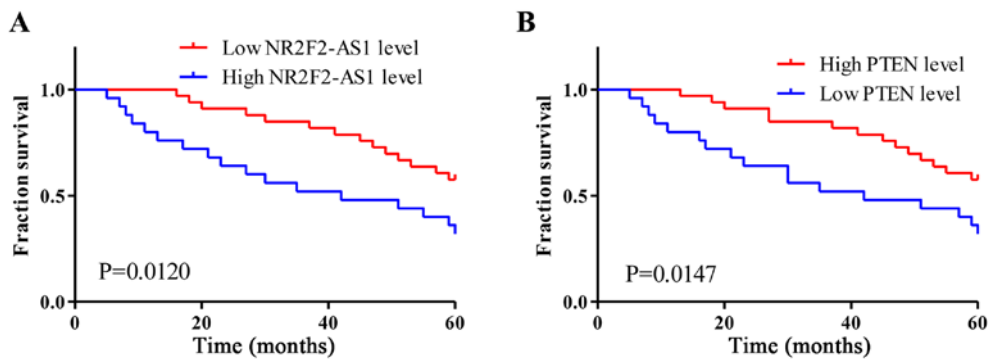 A
Low NR2F2-AS1 level
High NR2F2-AS1 level
Fraction survival
1.0
0.5
0.0
P=0.0120
0
20
40
60
Time (months)
B
High PTEN level
Low PTEN level
Fraction survival
1.0
0.5
0.0
P=0.0147
0
20
40
60
Time (months)